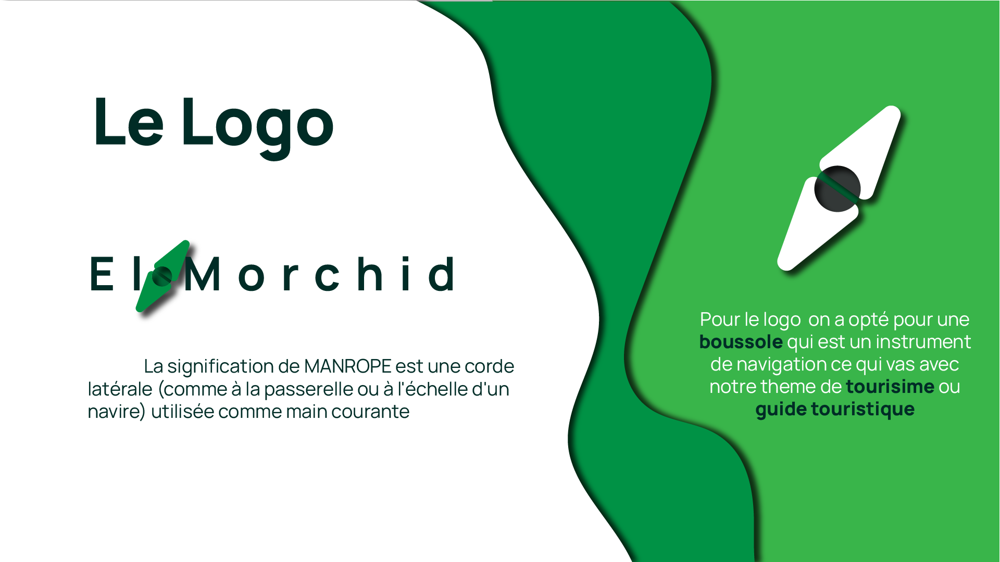 Le Logo
El Morchid
La signification de MANROPE est une corde
latérale (comme à la passerelle ou à l'échelle d'un
navire) utilisée comme main courante
Pour le logo on a opté pour une
boussole qui est un instrument
de navigation ce qui vas avec
notre theme de tourisime ou
guide touristique